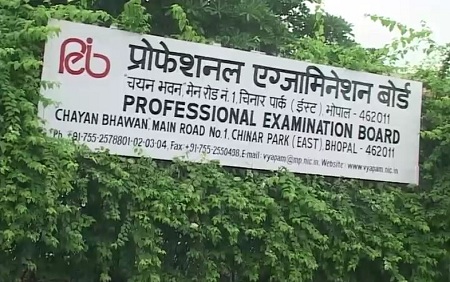 peb
प्रोफेशनल एग्जामिनेशन बोर्ड
चयन भवन, मेन रोड नं. 1, चिनार पार्क ( ईस्ट ) भोपाल - 462011
PROFESSIONAL EXAMINATION BOARD
CHAYAN BHAWAN, MAIN ROAD No.1, CHINAR PARK (EAST), BHOPAL - 462011
Ph. +91-755-2578801-02-03-04, Fax +91-755-2550498, E-mail: vyapam@mp.nic.in, Website : www.vyapam.nic.in